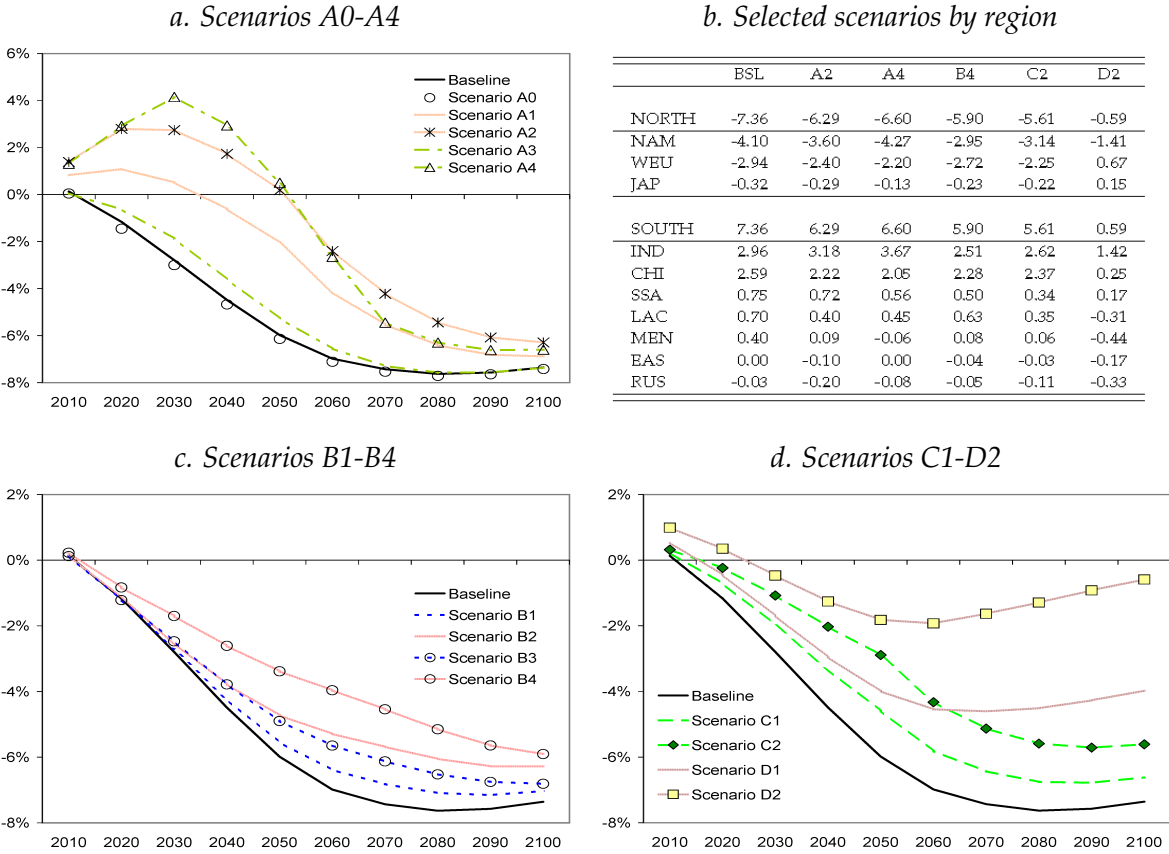 a. Scenarios A0-A4
6%
4%
2%
0%
-2%
-4%
-6%
-8%
2010 2020 2030 2040 2050 2060 2070 2080 2090 2100
Baseline
Scenario A0
Scenario A1
Scenario A2
Scenario A3
Scenario A4
b. Selected scenarios by region
BSL A2 A4 B4 C2 D2
NORTH -7.36 -6.29 -6.60 -5.90 -5.61 -0.59
NAM -4.10 -3.60 -4.27 -2.95 -3.14 -1.41
WEU -2.94 -2.40 -2.20 -2.72 -2.25 0.67
JAP -0.32 -0.29 -0.13 -0.23 -0.22 0.15
SOUTH 7.36 6.29 6.60 5.90 5.61 0.59
IND 2.96 3.18 3.67 2.51 2.62 1.42
CHI 2.59 2.22 2.05 2.28 2.37 0.25
SSA 0.75 0.72 0.56 0.50 0.34 0.17
LAC 0.70 0.40 0.45 0.63 0.35 -0.31
MEN 0.40 0.09 -0.06 0.08 0.06 -0.44
EAS 0.00 -0.10 0.00 -0.04 -0.03 -0.17
RUS -0.03 -0.20 -0.08 -0.05 -0.11 -0.33
c. Scenarios B1-B4
2%
0%
-2%
-4%
-6%
-8%
2010 2020 2030 2040 2050 2060 2070 2080 2090 2100
Baseline
Scenario B1
Scenario B2
Scenario B3
Scenario B4
d. Scenarios C1-D2
2%
0%
-2%
-4%
-6%
-8%
2010 2020 2030 2040 2050 2060 2070 2080 2090 2100
Baseline
Scenario C1
Scenario C2
Scenario D1
Scenario D2